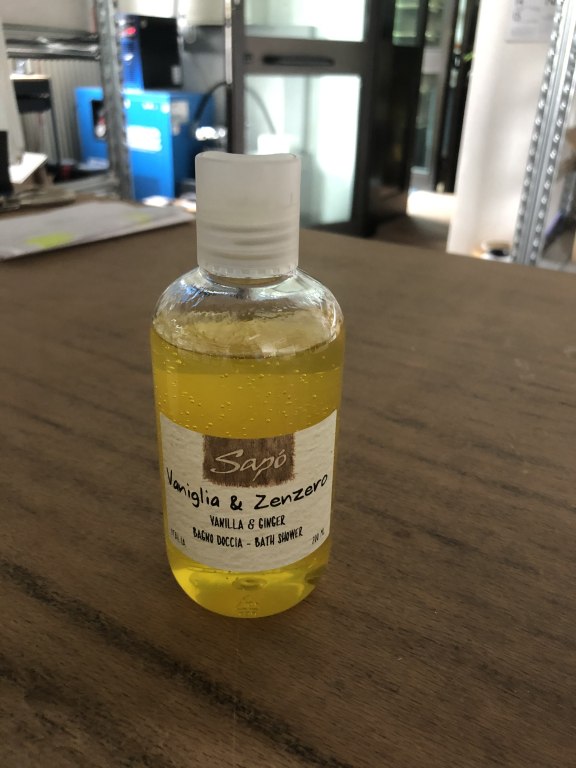 Sapó
Vaniglia & Zenzero
VANILLA & GINGER
BAGNO DOCCIA - BATH SHOWER